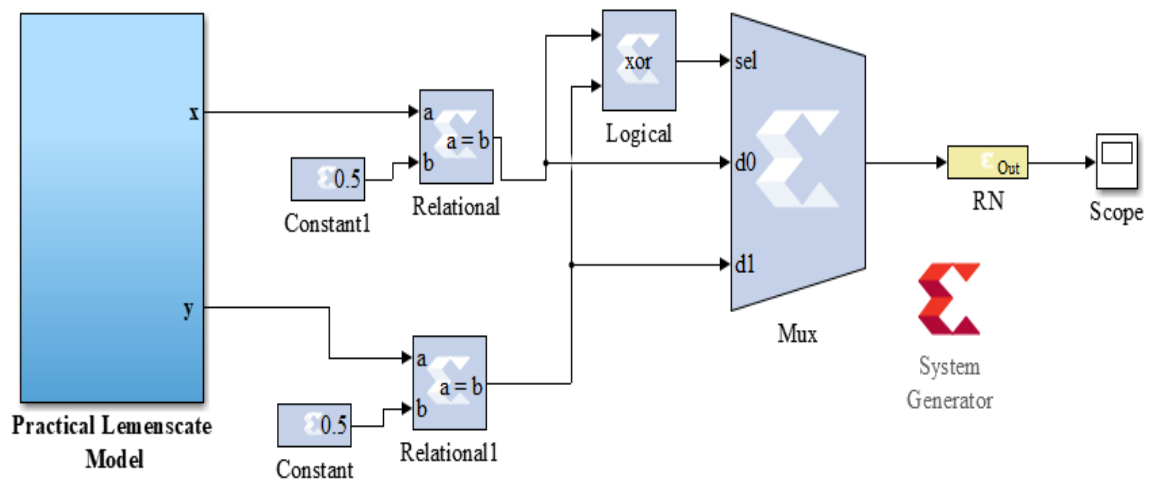 x
y
Practical Lemenscate
Model
0.5
Constant1
a
b
a = b
Relational
0.5
Constant
a
b
a = b
Relational1
xor
Logical
sel
d0
d1
Mux
Out
RN
Scope
System
Generator